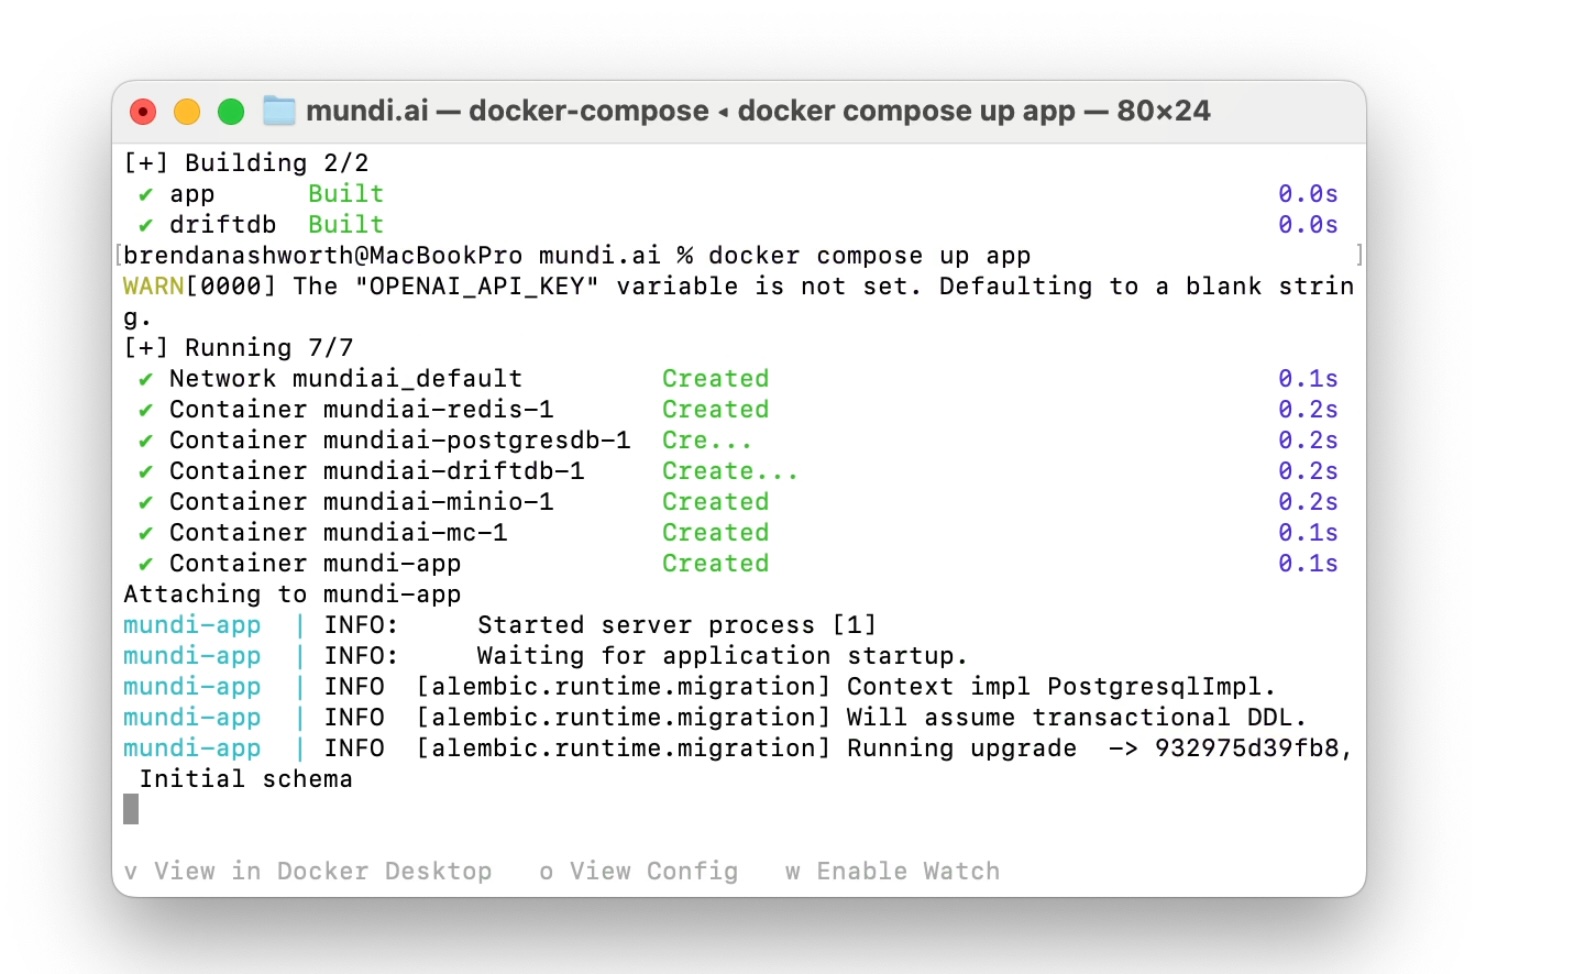 mundi.ai — docker-compose ◂ docker compose up app — 80×24
[+] Building 2/2
 ✔ app      Built                                                          0.0s
 ✔ driftdb  Built                                                          0.0s
[brendanashworth@MacBookPro mundi.ai % docker compose up app                     ]
WARN[0000] The "OPENAI_API_KEY" variable is not set. Defaulting to a blank strin
g.
[+] Running 7/7
 ✔ Network mundiai_default         Created                                 0.1s
 ✔ Container mundiai-redis-1       Created                                 0.2s
 ✔ Container mundiai-postgresdb-1  Cre...                                  0.2s
 ✔ Container mundiai-driftdb-1     Create...                               0.2s
 ✔ Container mundiai-minio-1       Created                                 0.2s
 ✔ Container mundiai-mc-1          Created                                 0.1s
 ✔ Container mundi-app             Created                                 0.1s
Attaching to mundi-app
mundi-app  | INFO:     Started server process [1]
mundi-app  | INFO:     Waiting for application startup.
mundi-app  | INFO  [alembic.runtime.migration] Context impl PostgresqlImpl.
mundi-app  | INFO  [alembic.runtime.migration] Will assume transactional DDL.
mundi-app  | INFO  [alembic.runtime.migration] Running upgrade  -> 932975d39fb8,
 Initial schema
v View in Docker Desktop   o View Config   w Enable Watch